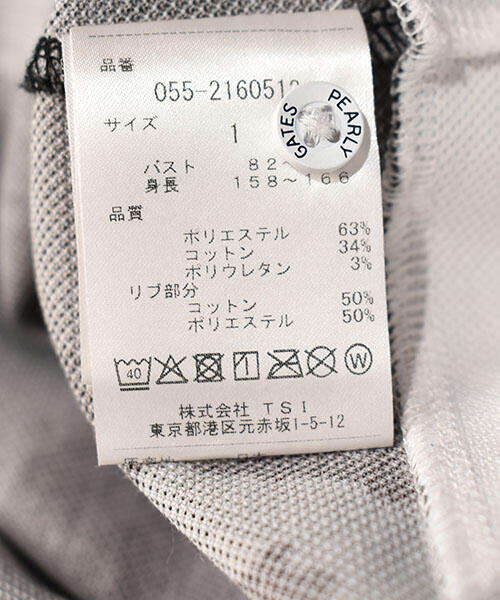 品番
055-2160512
サイズ
1
PEARLY
GATES
バスト 82～
身長 158～166
品質
ポリエステル 63%
コットン 34%
ポリウレタン 3%
リブ部分
コットン 50%
ポリエステル 50%
40
W
株式会社 TSI
東京都港区元赤坂1-5-12